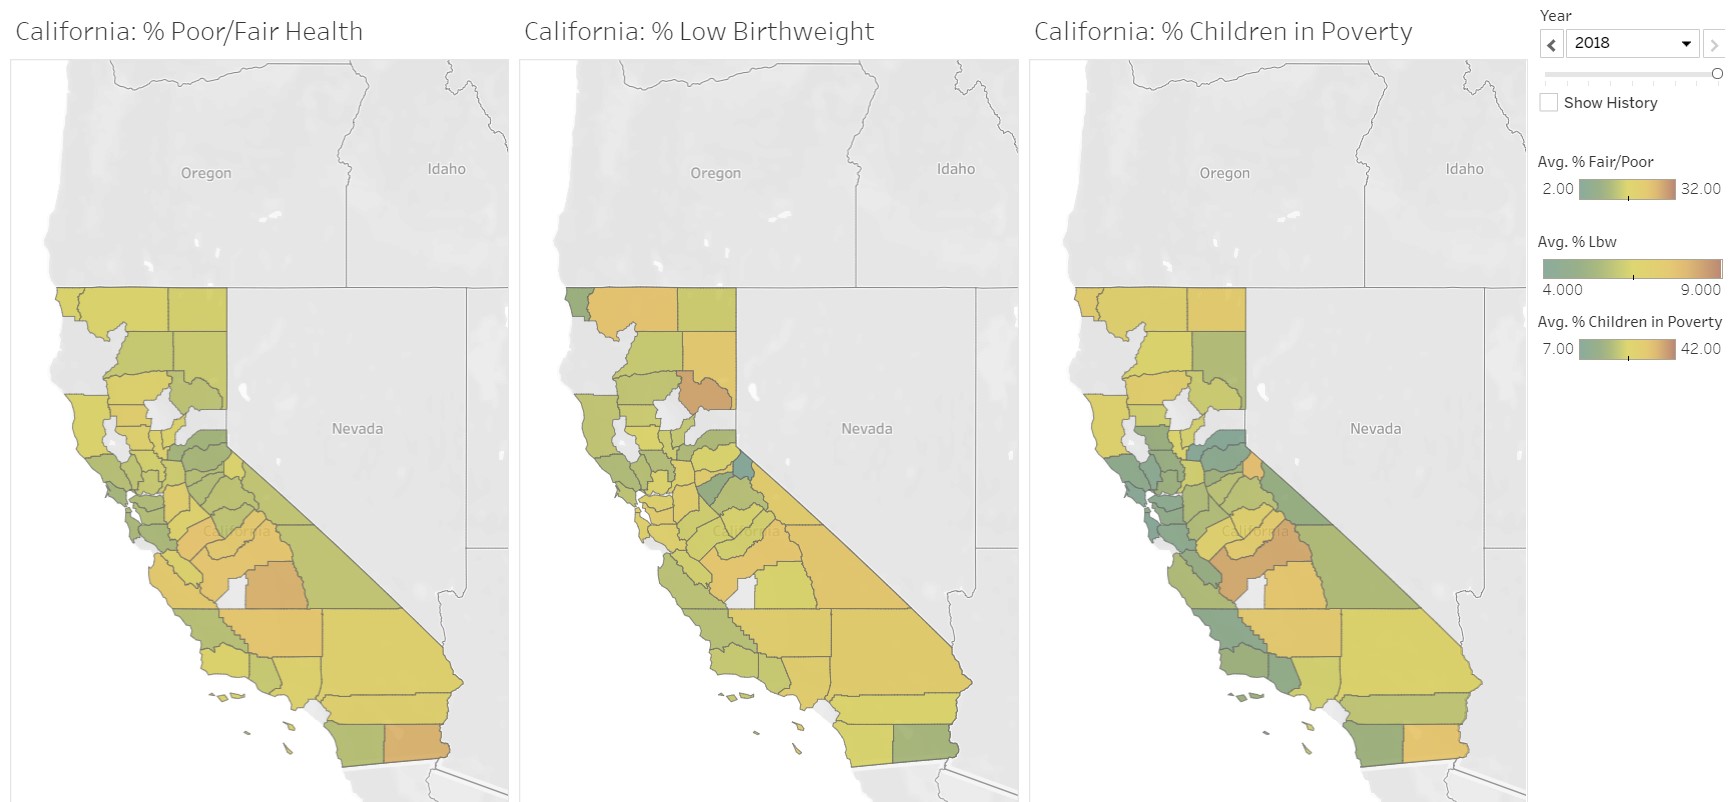 California: % Poor/Fair Health
California: % Low Birthweight
California: % Children in Poverty
Year
2018
Show History
Avg. % Fair/Poor
2.00 32.00
Avg. % Lbw
4.000 9.000
Avg. % Children in Poverty
7.00 42.00
Oregon
Idaho
Nevada
California
Oregon
Idaho
Nevada
California
Oregon
Idaho
Nevada
California